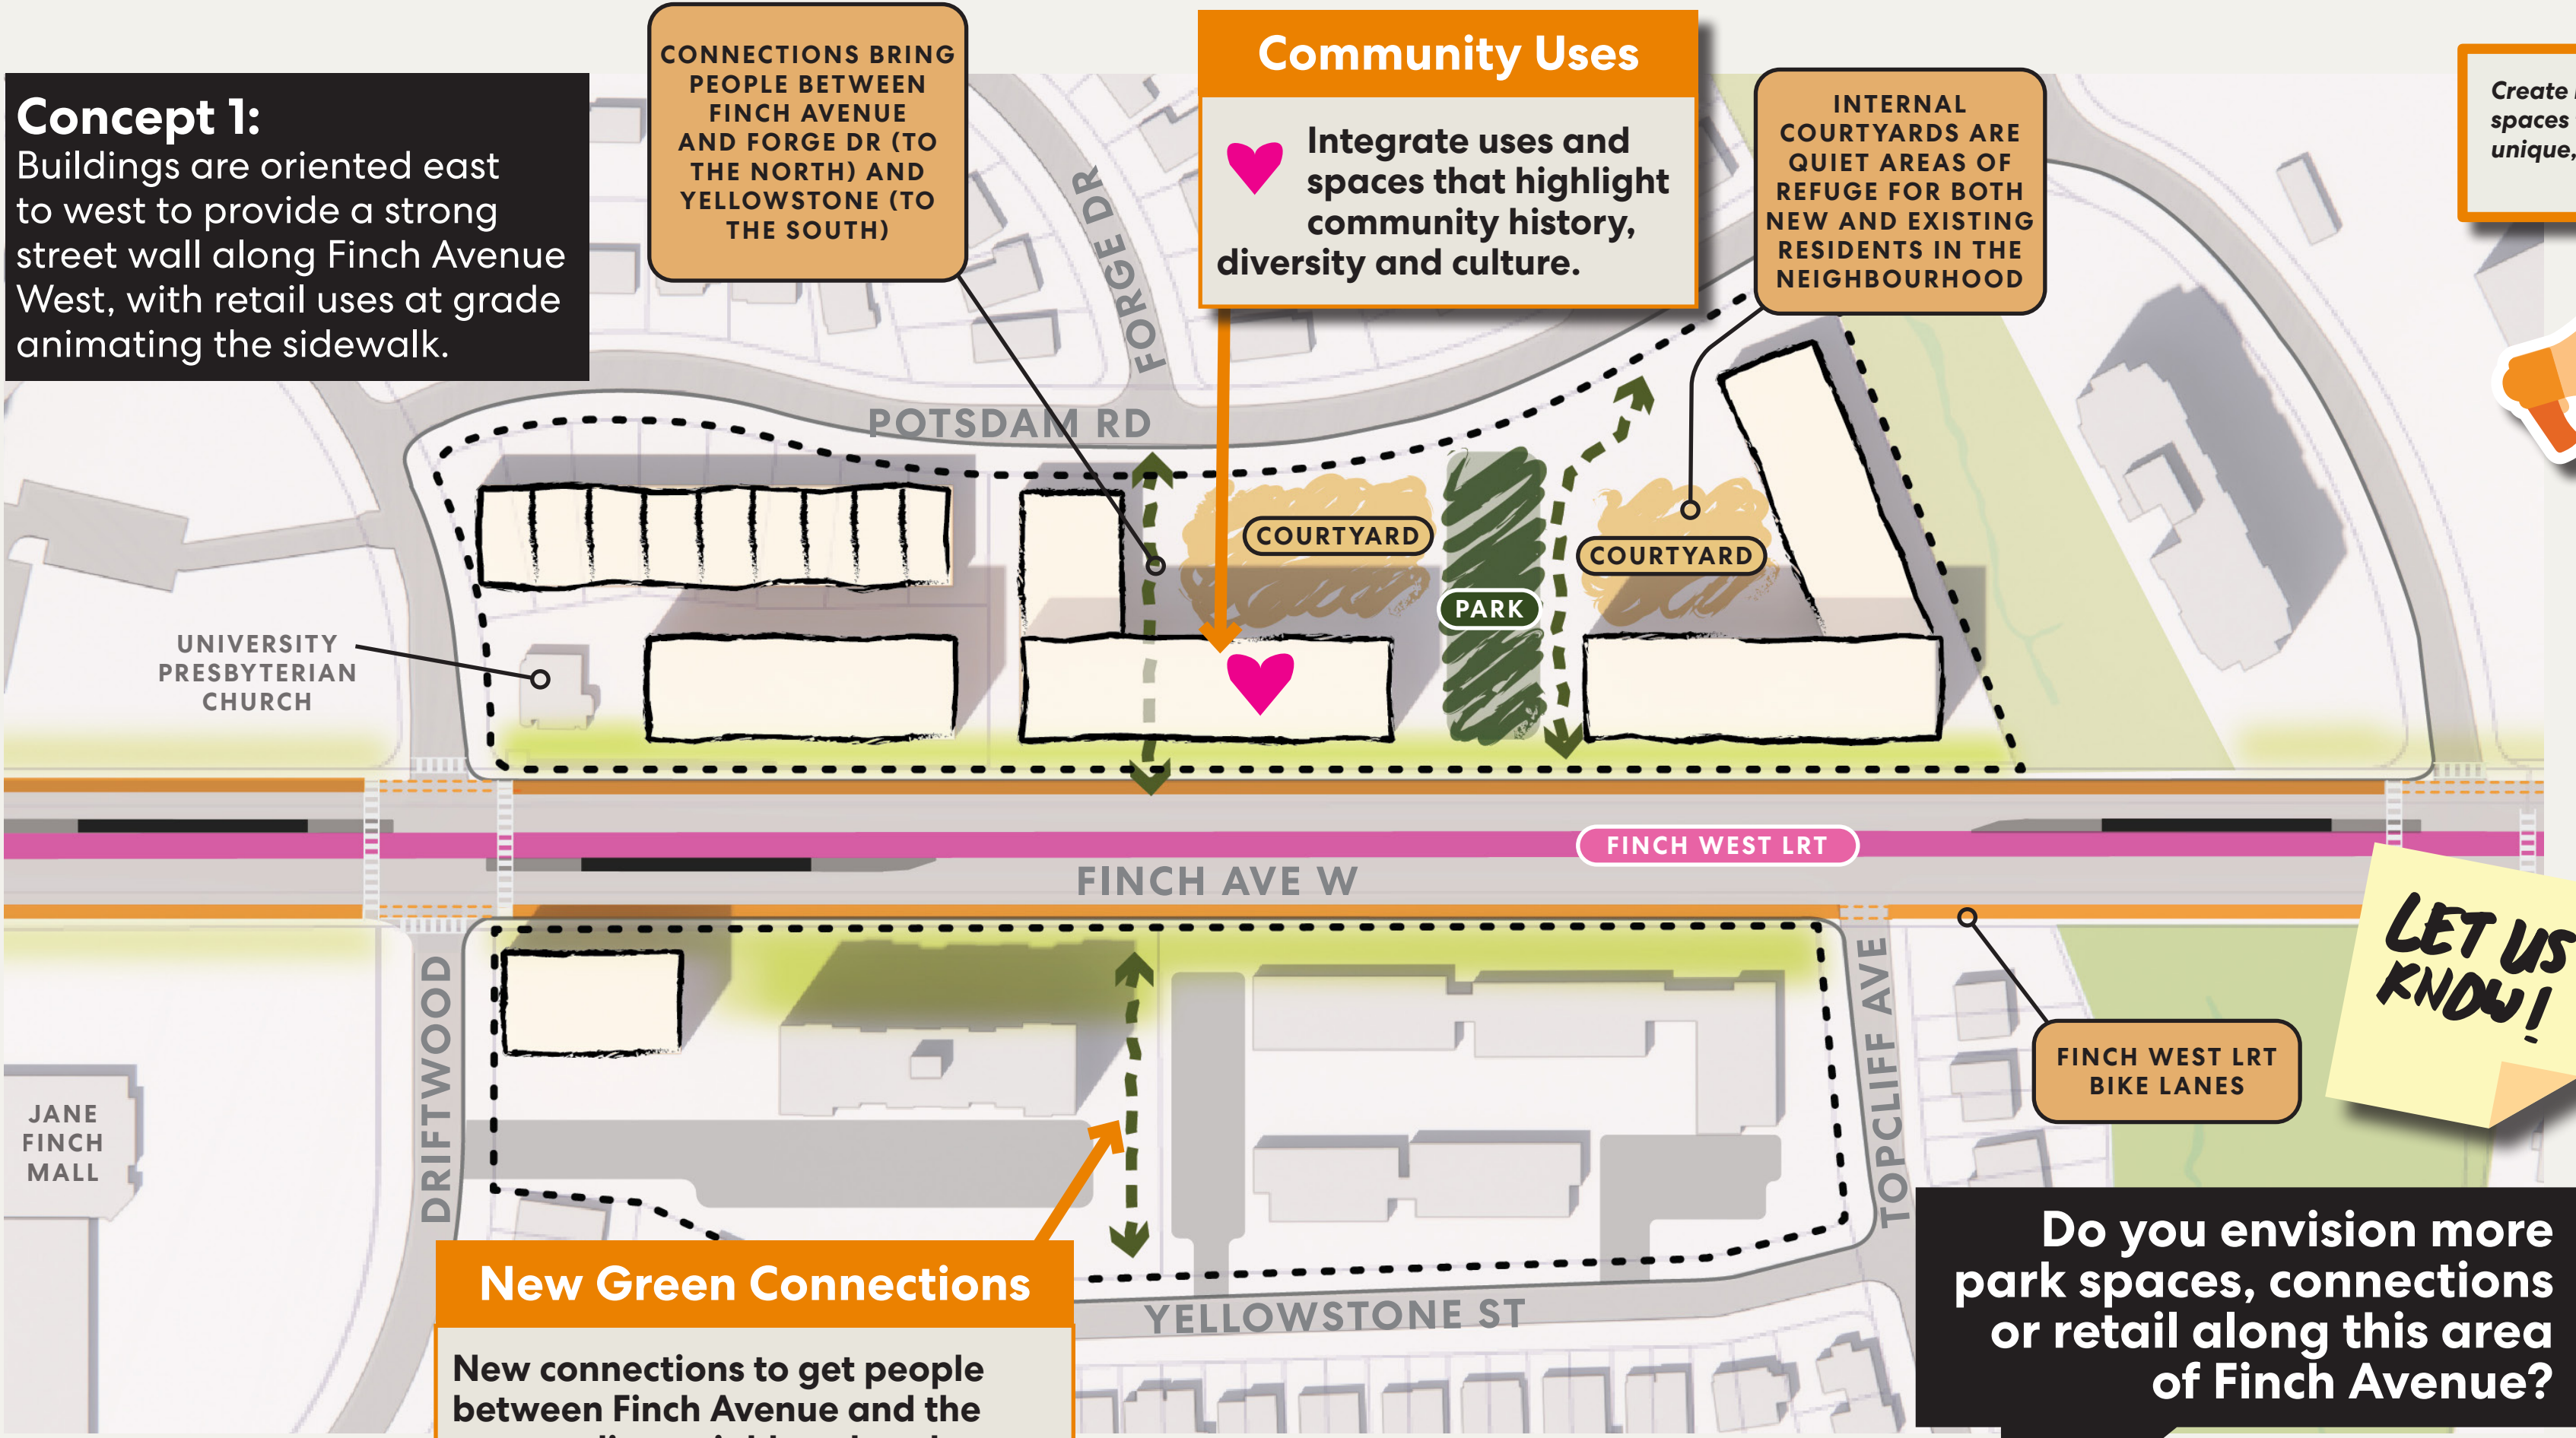 Concept 1:
Buildings are oriented east
to west to provide a strong
street wall along Finch Avenue
West, with retail uses at grade
animating the sidewalk.
CONNECTIONS BRING
PEOPLE BETWEEN
FINCH AVENUE
AND FORGE DR (TO
THE NORTH) AND
YELLOWSTONE (TO
THE SOUTH)
Community Uses
Integrate uses and
spaces that highlight
community history,
diversity and culture.
INTERNAL
COURTYARDS ARE
QUIET AREAS OF
REFUGE FOR BOTH
NEW AND EXISTING
RESIDENTS IN THE
NEIGHBOURHOOD
Create
spaces
unique,
FORGE DR
POTSDAM RD
COURTYARD
COURTYARD
PARK
UNIVERSITY
PRESBYTERIAN
CHURCH
FINCH WEST LRT
FINCH AVE W
LET US
KNOW!
DRIFTWOOD
TOPCLIFF AVE
FINCH WEST LRT
BIKE LANES
JANE
FINCH
MALL
New Green Connections
New connections to get people
between Finch Avenue and the
YELLOWSTONE ST
Do you envision more
park spaces, connections
or retail along this area
of Finch Avenue?